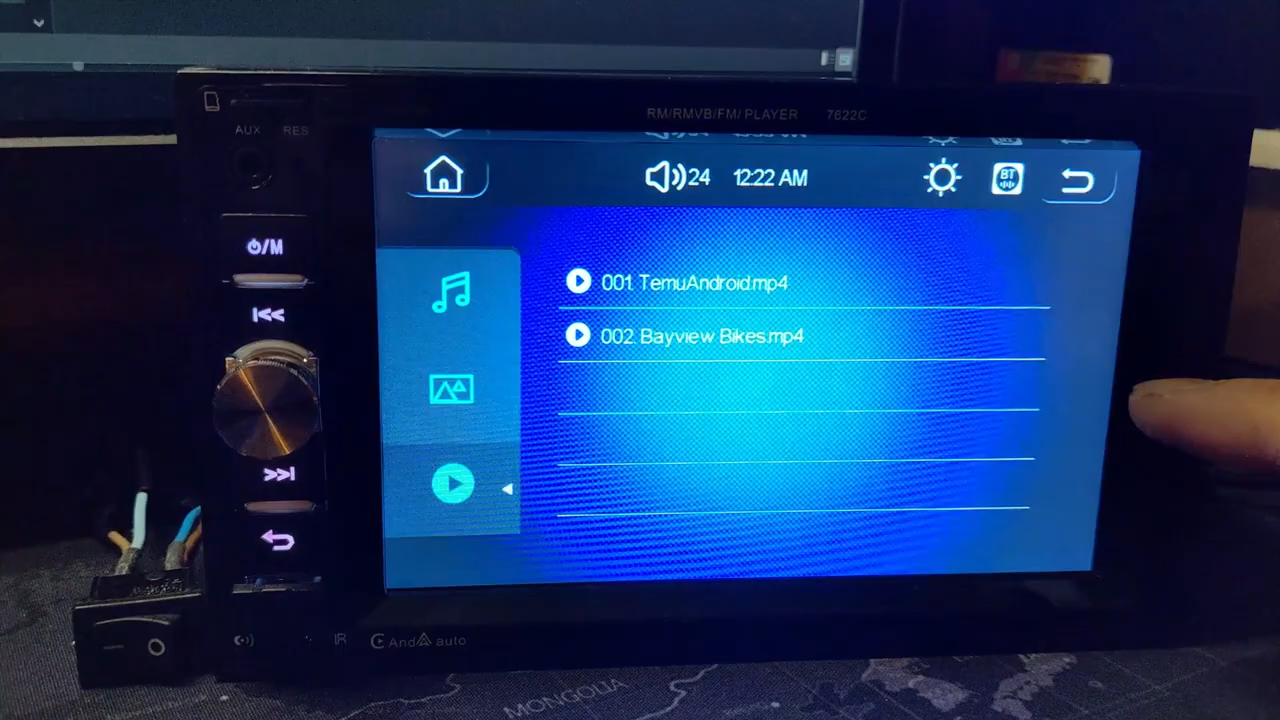 RM/RMVB/FM/ PLAYER 7622C
AUX RES
24 12:22 AM BT
⏻/M
001 TemuAndroid.mp4
002 Bayview Bikes.mp4
IR AndA auto
MONGOLIA